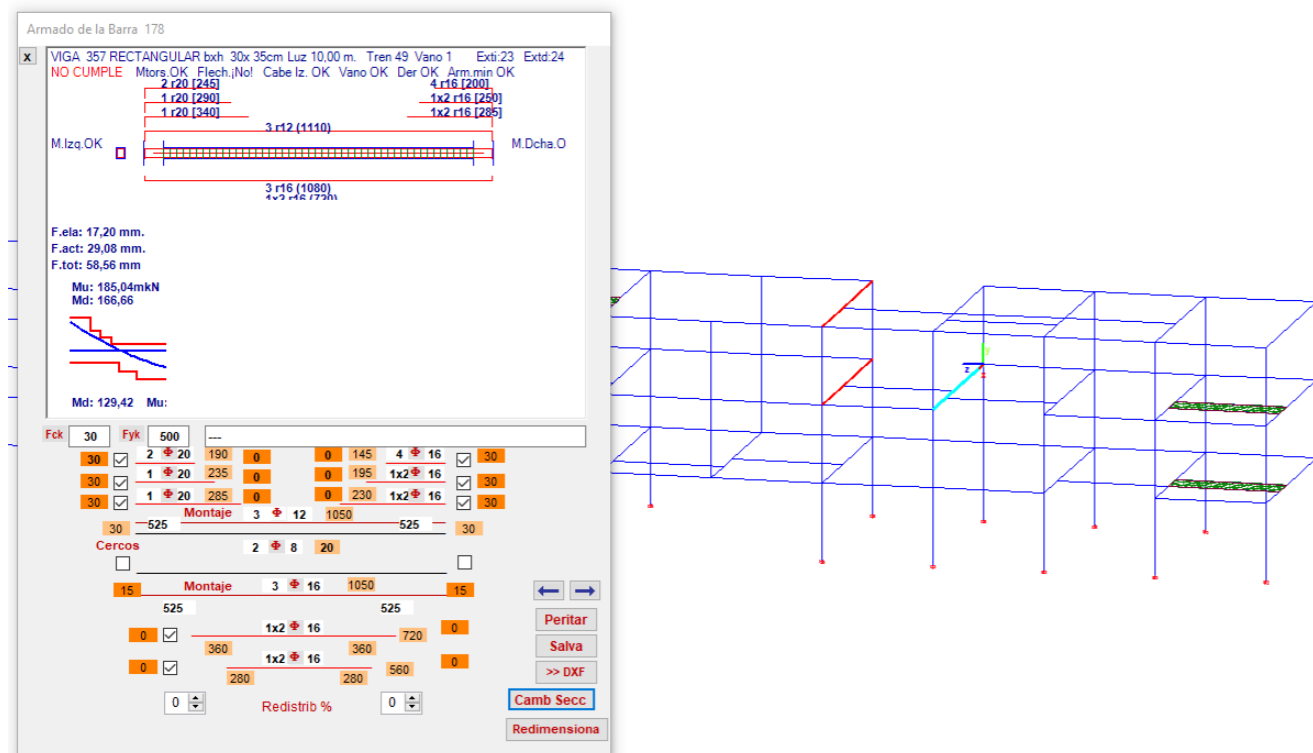 Armado de la Barra 178
x
VIGA 357 RECTANGULAR bxh 30x 35cm Luz 10,00 m. Tren 49 Vano 1 Exti:23 Extd:24
NO CUMPLE Mtors.OK Flech.¡No! Cabe Iz. OK Vano OK Der OK Arm.min OK
2 r20 [245] 4 r16 [200]
1 r20 [290] 1x2 r16 [250]
1 r20 [340] 1x2 r16 [285]
3 r12 (1110)
M.Izq.OK M.Dcha.O
3 r16 (1080)
1x2 r16 (720)
F.ela: 17,20 mm.
F.act: 29,08 mm.
F.tot: 58,56 mm
Mu: 185,04mkN
Md: 166,66
Md: 129,42 Mu:
Fck 30 Fyk 500 ---
30 2 Φ 20 190 0 0 145 4 Φ 16 30
30 1 Φ 20 235 0 0 195 1x2 Φ 16 30
30 1 Φ 20 285 0 0 230 1x2 Φ 16 30
Montaje 3 Φ 12 1050
30 525 525 30
Cercos 2 Φ 8 20
15 Montaje 3 Φ 16 1050 15
525 525
0 1x2 Φ 16 720 0
360 360
0 1x2 Φ 16 560 0
280 280
0 Redistrib % 0
Peritar
Salva
>> DXF
Camb Secc
Redimensiona
y
z